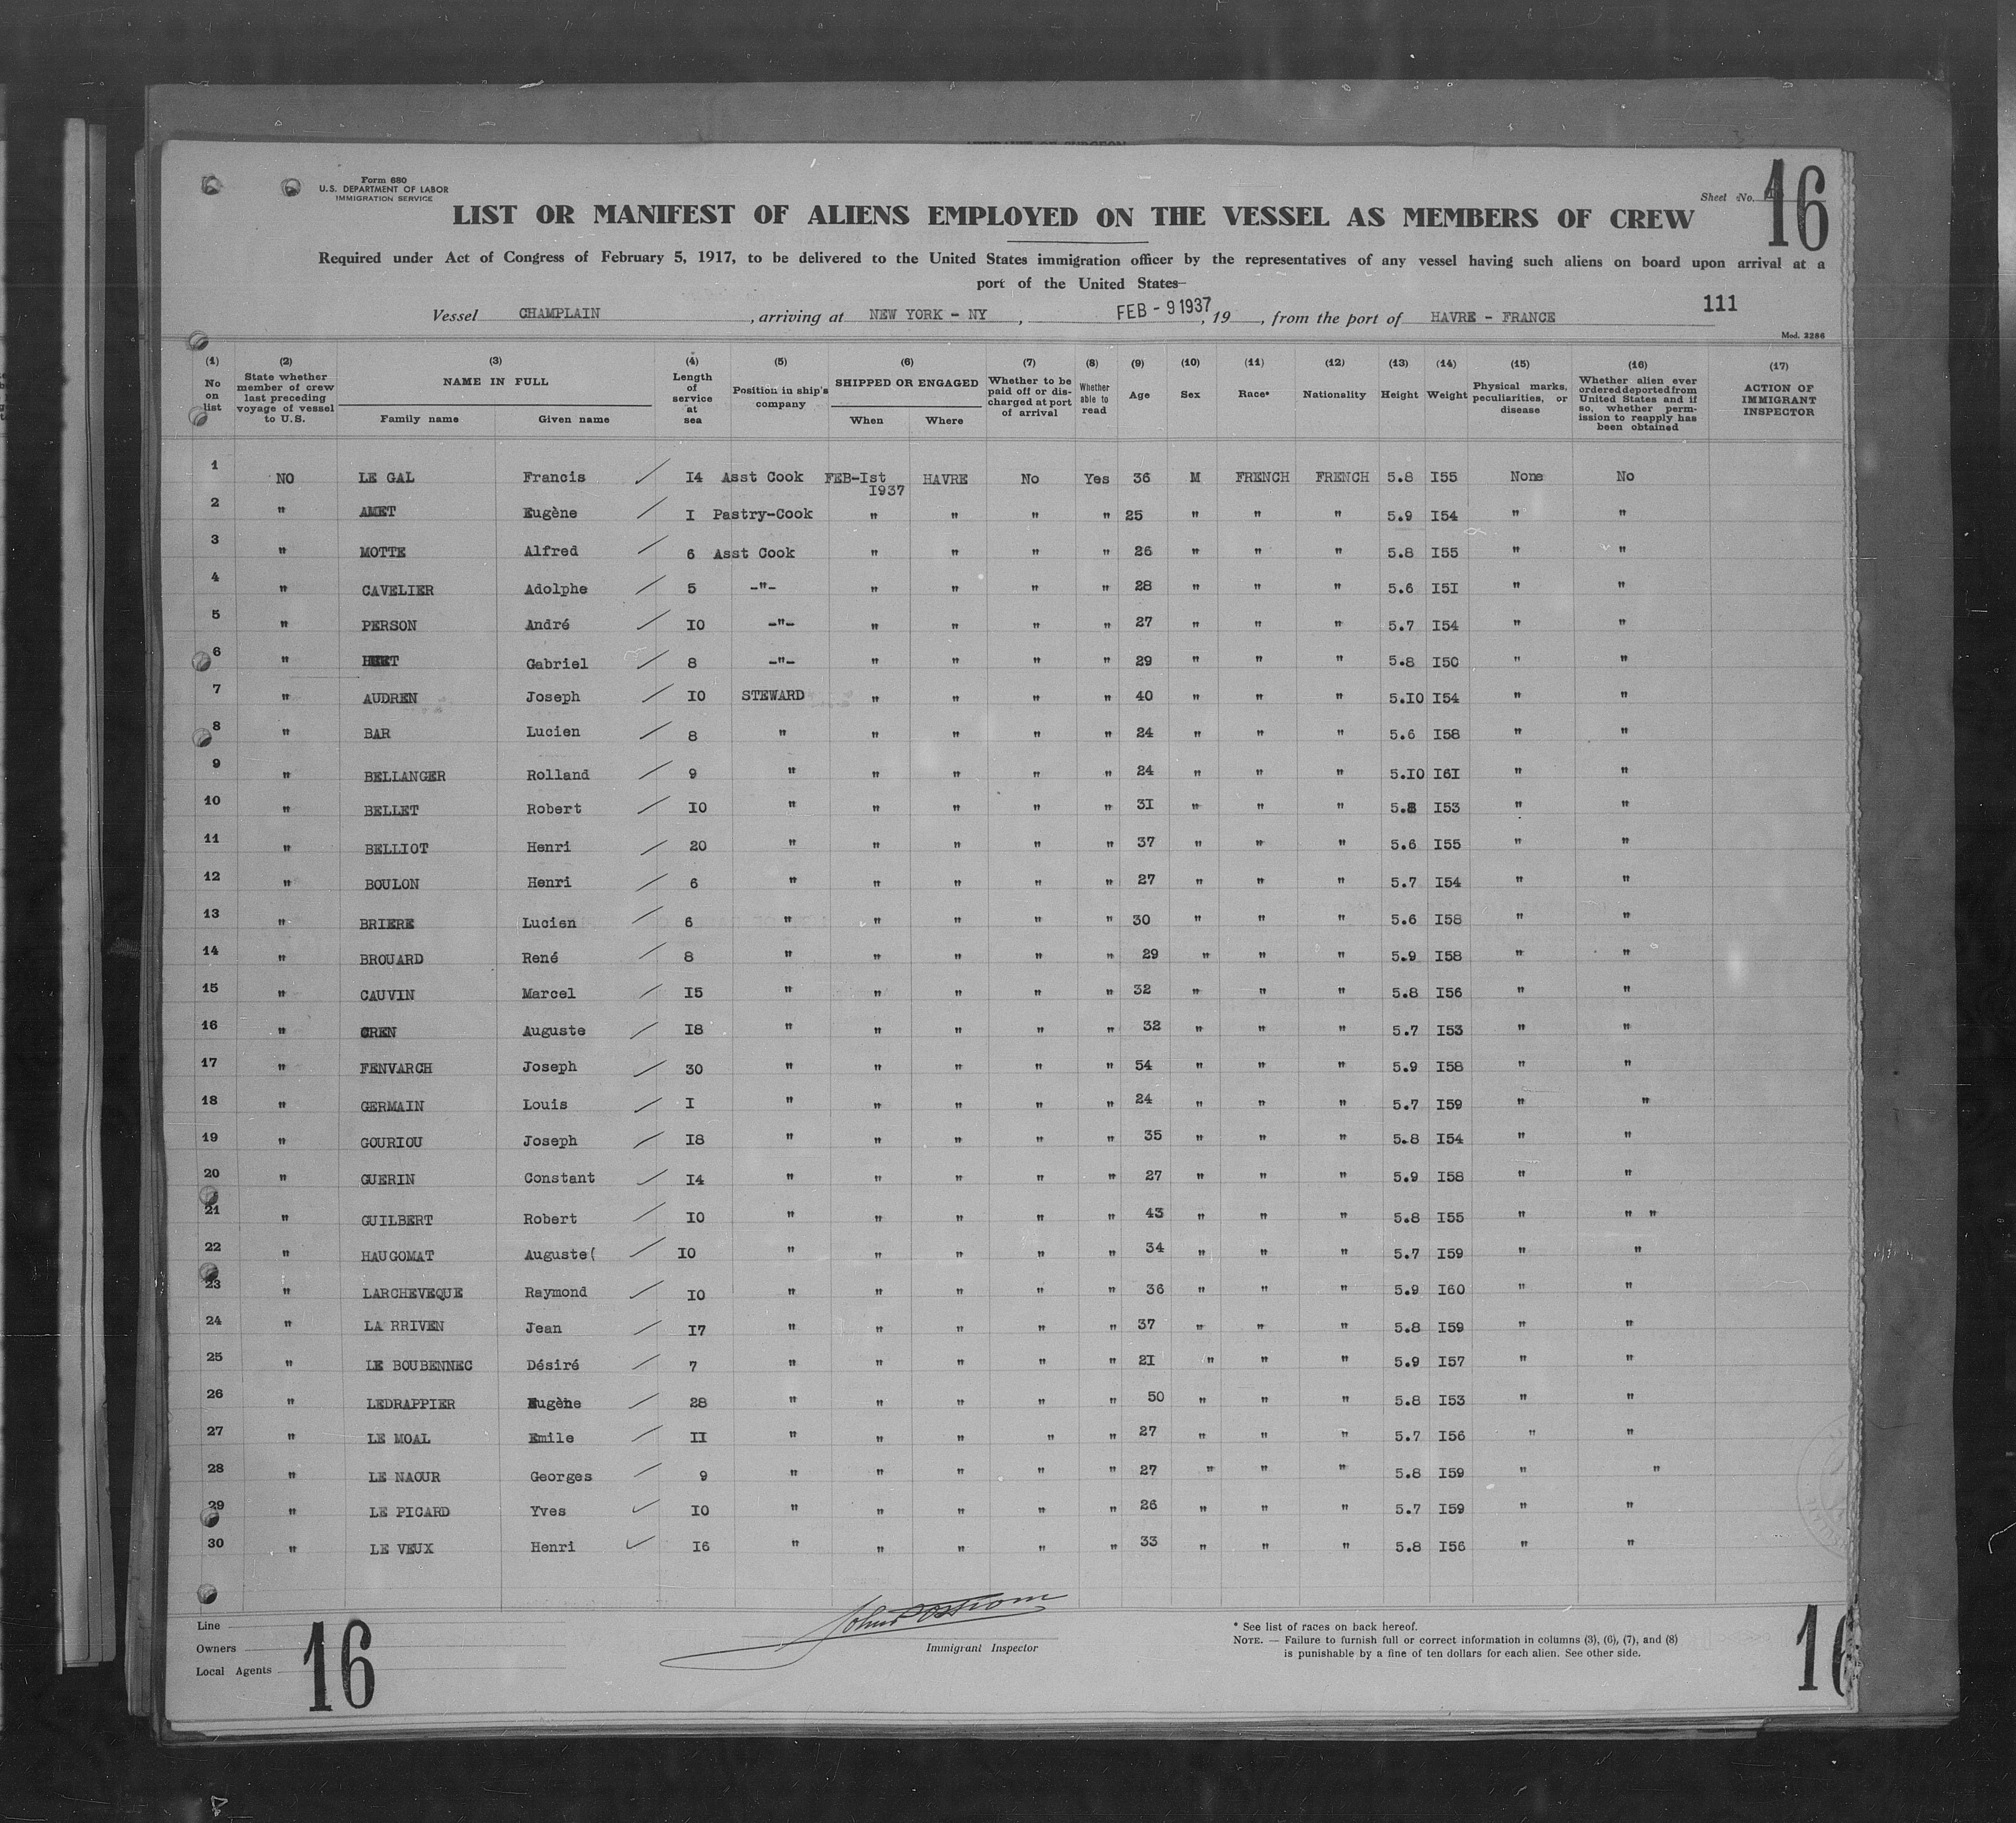 Form 680
U.S. DEPARTMENT OF LABOR
IMMIGRATION SERVICE
Sheet No.
16
LIST OR MANIFEST OF ALIENS EMPLOYED ON THE VESSEL AS MEMBERS OF CREW
Required under Act of Congress of February 5, 1917, to be delivered to the United States immigration officer by the representatives of any vessel having such aliens on board upon arrival at a
port of the United States
111
Vessel CHAMPLAIN , arriving at NEW YORK - NY , FEB - 9 1937, 19 , from the port of HAVRE - FRANCE
Mod. 2286
(1) No on list (2) State whether member of crew last preceding voyage of vessel to U.S. (3) NAME IN FULL Family name Given name (4) Length of service at sea (5) Position in ship's company (6) SHIPPED OR ENGAGED When Where (7) Whether to be paid off or discharged at port of arrival (8) Whether able to read (9) Age (10) Sex (11) Race* (12) Nationality (13) Height (14) Weight (15) Physical marks, peculiarities, or disease (16) Whether alien ever ordered deported from United States and if so, whether permission to reapply has been obtained (17) ACTION OF IMMIGRANT INSPECTOR
1 NO LE GAL Francis 14 Asst Cook FEB-Ist 1937 HAVRE No Yes 36 M FRENCH FRENCH 5.8 I55 None No
2 " AMET Eugène I Pastry-Cook " " " " 25 " " " 5.9 I54 " "
3 " MOTTE Alfred 6 Asst Cook " " " " 26 " " " 5.8 I55 " "
4 " CAVELIER Adolphe 5 -"- " " " " 28 " " " 5.6 I5I " "
5 " PERSON André I0 -"- " " " " 27 " " " 5.7 I54 " "
6 " Gabriel 8 -"- " " " " 29 " " " 5.8 I50 " "
7 " AUDREN Joseph I0 STEWARD " " " " 40 " " " 5.I0 I54 " "
8 " BAR Lucien 8 " " " " " 24 " " " 5.6 I58 " "
9 " BELLANGER Rolland 9 " " " " " 24 " " " 5.I0 I6I " "
10 " BELLET Robert I0 " " " " " 3I " " " 5.8 I53 " "
11 " BELLIOT Henri 20 " " " " " 37 " " " 5.6 I55 " "
12 " BOULON Henri 6 " " " " " 27 " " " 5.7 I54 " "
13 " BRIERE Lucien 6 " " " " " 30 " " " 5.6 I58 " "
14 " BROUARD René 8 " " " " " 29 " " " 5.9 I58 " "
15 " CAUVIN Marcel I5 " " " " " 32 " " " 5.8 I56 " "
16 " CREN Auguste I8 " " " " " 32 " " " 5.7 I53 " "
17 " FENVARCH Joseph 30 " " " " " 54 " " " 5.9 I58 " "
18 " GERMAIN Louis I " " " " " 24 " " " 5.7 I59 " "
19 " GOURIOU Joseph I8 " " " " " 35 " " " 5.8 I54 " "
20 " GUERIN Constant I4 " " " " " 27 " " " 5.9 I58 " "
21 " GUILBERT Robert I0 " " " " " 43 " " " 5.8 I55 " " "
22 " HAUGOMAT Auguste( I0 " " " " " 34 " " " 5.7 I59 " "
23 " LARCHEVEQUE Raymond I0 " " " " " 36 " " " 5.9 I60 " "
24 " LA RRIVEN Jean I7 " " " " " 37 " " " 5.8 I59 " "
25 " LE BOUBENNEC Désiré 7 " " " " " 2I " " " 5.9 I57 " "
26 " LEDRAPPIER Eugène 28 " " " " " 50 " " " 5.8 I53 " "
27 " LE MOAL Emile II " " " " " 27 " " " 5.7 I56 " "
28 " LE NAOUR Georges 9 " " " " " 27 " " " 5.8 I59 " "
29 " LE PICARD Yves I0 " " " " " 26 " " " 5.7 I59 " "
30 " LE VEUX Henri I6 " " " " " 33 " " " 5.8 I56 " "
Line
Owners
Local Agents
16
Immigrant Inspector
* See list of races on back hereof.
NOTE. — Failure to furnish full or correct information in columns (3), (6), (7), and (8)
is punishable by a fine of ten dollars for each alien. See other side.
16